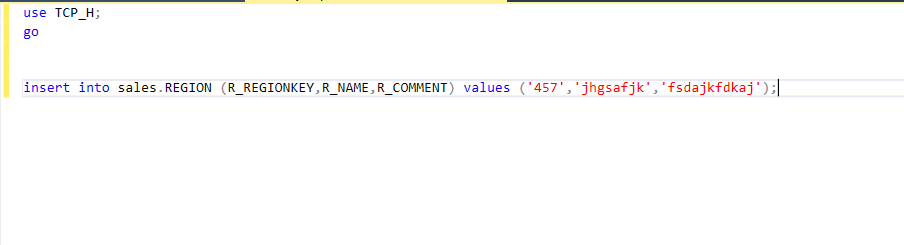 use TCP_H;
go
insert into sales.REGION (R_REGIONKEY,R_NAME,R_COMMENT) values ('457','jhgsafjk','fsdajkfdkaj');